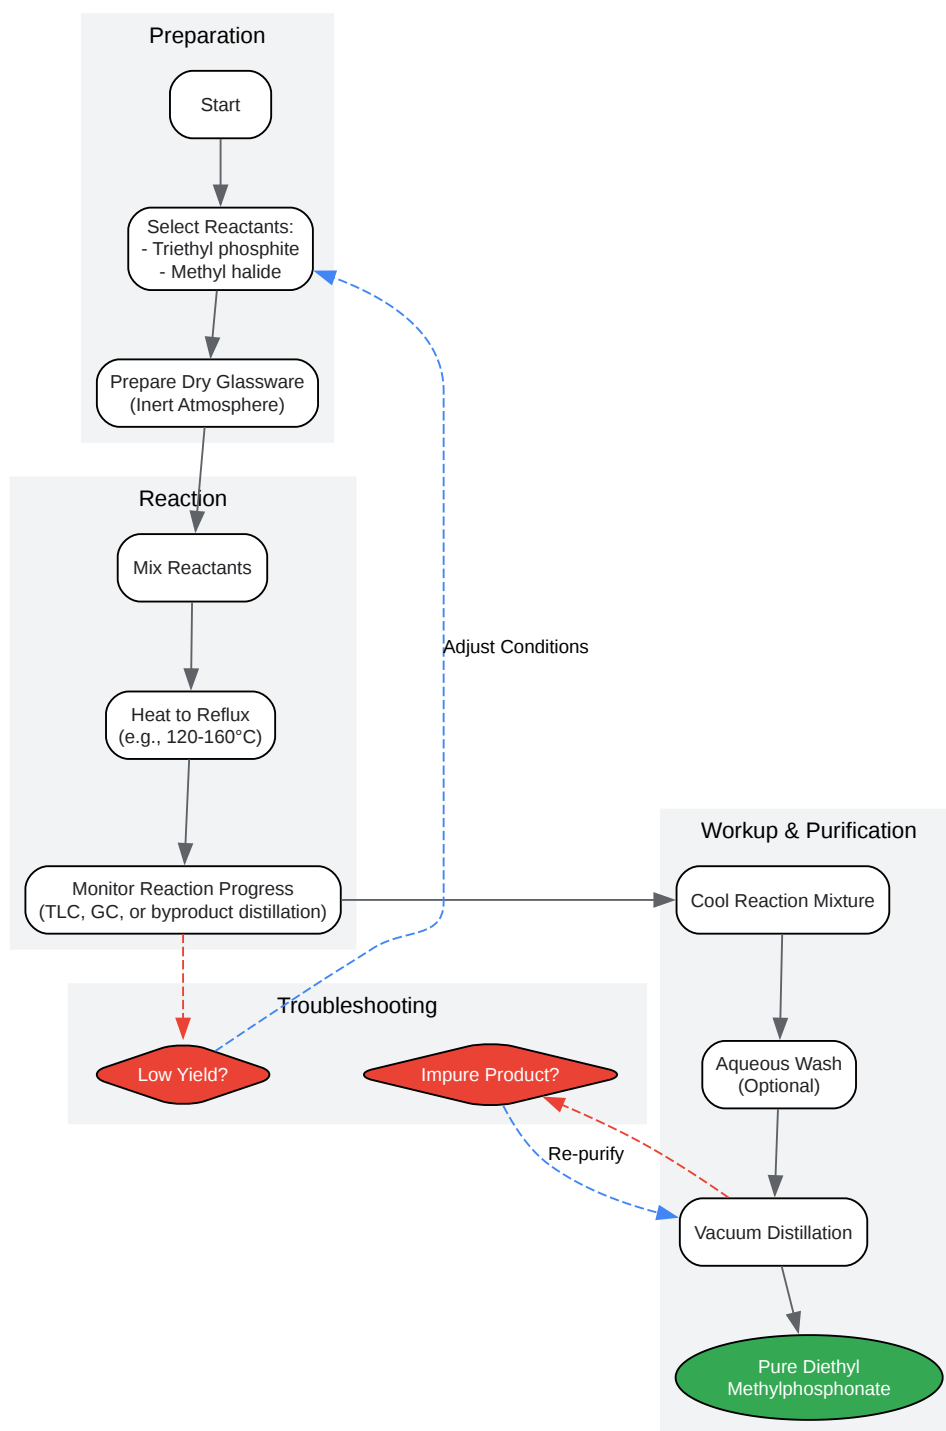 Preparation
Start
Select Reactants:
- Triethyl phosphite
- Methyl halide
Prepare Dry Glassware
(Inert Atmosphere)
Reaction
Mix Reactants
Adjust Conditions
Heat to Reflux
(e.g., 120-160°C)
Monitor Reaction Progress
(TLC, GC, or byproduct distillation)
Workup & Purification
Cool Reaction Mixture
Troubleshooting
Low Yield?
Impure Product?
Aqueous Wash
(Optional)
Re-purify
Vacuum Distillation
Pure Diethyl
Methylphosphonate